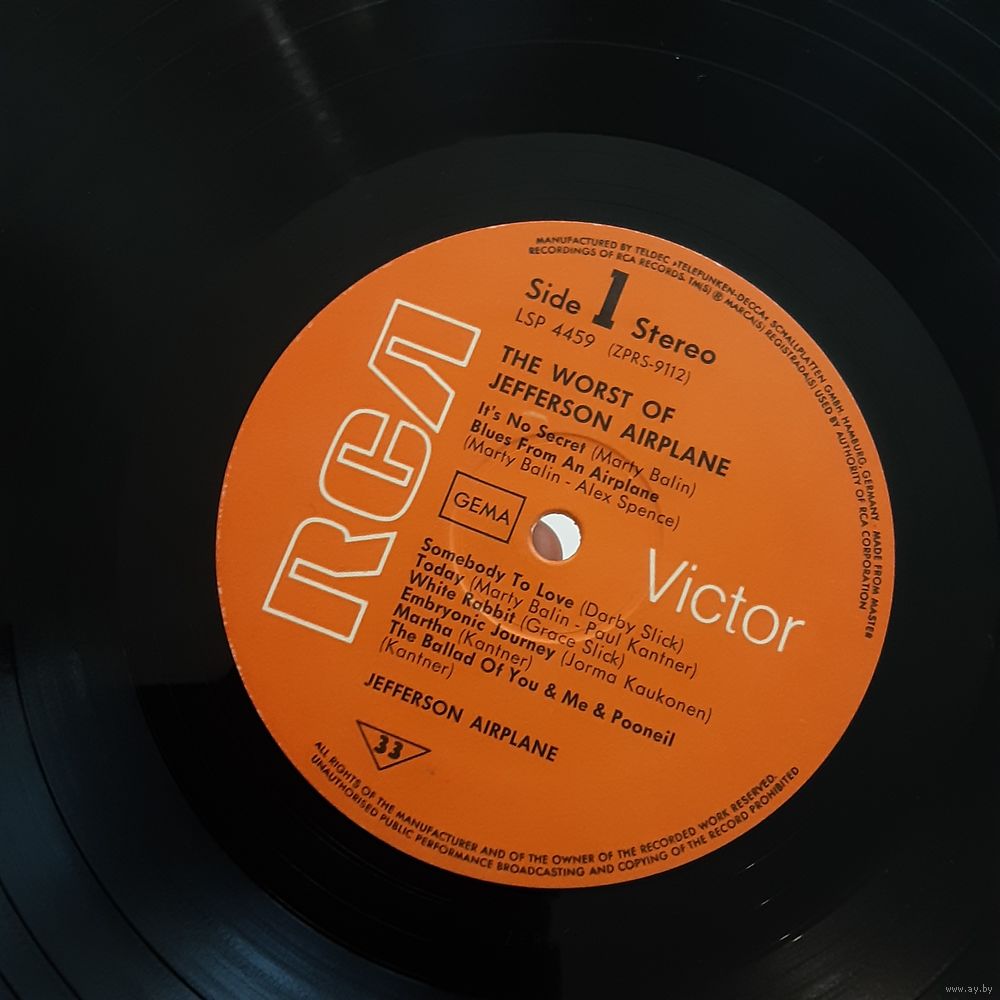 MANUFACTURED BY TELDEC »TELEFUNKEN-DECCA« SCHALLPLATTEN GMBH, HAMBURG, GERMANY · MADE FROM MASTER
RECORDINGS OF RCA RECORDS. TM(S) ® MARCA(S) REGISTRADA(S) USED BY AUTHORITY OF RCA CORPORATION
Side 1 Stereo
LSP 4459 (ZPRS-9112)
THE WORST OF
JEFFERSON AIRPLANE
It's No Secret (Marty Balin)
Blues From An Airplane
(Marty Balin - Alex Spence)
RCA
GEMA
Victor
Somebody To Love (Darby Slick)
Today (Marty Balin - Paul Kantner)
White Rabbit (Grace Slick)
Embryonic Journey (Jorma Kaukonen)
Martha (Kantner)
The Ballad Of You & Me & Pooneil
(Kantner)
JEFFERSON AIRPLANE
33
ALL RIGHTS OF THE MANUFACTURER AND OF THE OWNER OF THE RECORDED WORK RESERVED.
UNAUTHORISED PUBLIC PERFORMANCE BROADCASTING AND COPYING OF THE RECORD PROHIBITED
www.ay.by